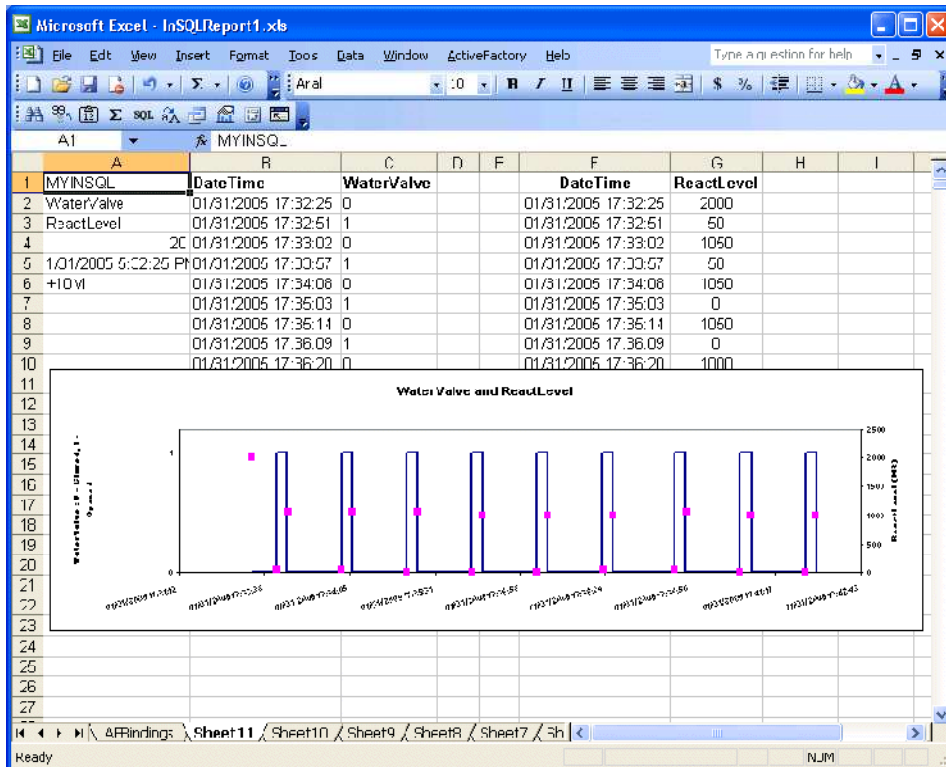 Microsoft Excel - InSQLReport1.xls
File Edt View Insert Format Toos Data Window ActiveFactory Help Type a question for help
Σ Aral 10 B I U $ %
Σ SQL
A1 fx MYINSQL
A B C D E F G H I
1 MYINSQL DateTime WaterValve DateTime ReactLevel
2 WaterValve 01/31/2005 17:32:25 0 01/31/2005 17:32:25 2000
3 ReactLevel 01/31/2005 17:32:51 1 01/31/2005 17:32:51 50
4 20 01/31/2005 17:33:02 0 01/31/2005 17:33:02 1050
5 01/31/2005 17:33:57 1 01/31/2005 17:33:57 50
6 01/31/2005 17:34:08 0 01/31/2005 17:34:08 1050
7 01/31/2005 17:35:03 1 01/31/2005 17:35:03 0
8 01/31/2005 17:35:14 0 01/31/2005 17:35:14 1050
9 01/31/2005 17:36:09 1 01/31/2005 17:36:09 0
10 01/31/2005 17:36:20 0 01/31/2005 17:36:20 1000
11
12
13
14
15
16
17
18
19
20
21
22
23
24
25
26
27
WaterValve and ReactLevel
1
0
2500
2000
1500
1000
500
0
AFBindings Sheet11 Sheet10 Sheet9 Sheet8 Sheet7 Sh
Ready NUM